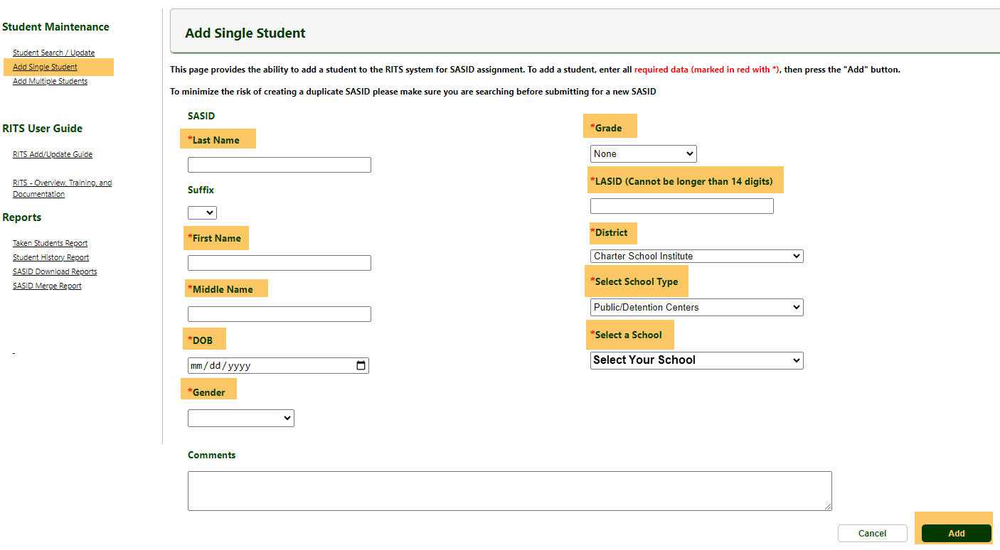 Student Maintenance
Student Search / Update
Add Single Student
Add Multiple Students
RITS User Guide
RITS Add/Update Guide
RITS - Overview, Training, and
Documentation
Reports
Taken Students Report
Student History Report
SASID Download Reports
SASID Merge Report
Add Single Student
This page provides the ability to add a student to the RITS system for SASID assignment. To add a student, enter all required data (marked in red with *), then press the "Add" button.
To minimize the risk of creating a duplicate SASID please make sure you are searching before submitting for a new SASID
SASID
*Last Name
Suffix
*First Name
*Middle Name
*DOB
mm/dd/yyyy
*Gender
*Grade
None
*LASID (Cannot be longer than 14 digits)
*District
Charter School Institute
*Select School Type
Public/Detention Centers
*Select a School
Select Your School
Comments
Cancel
Add